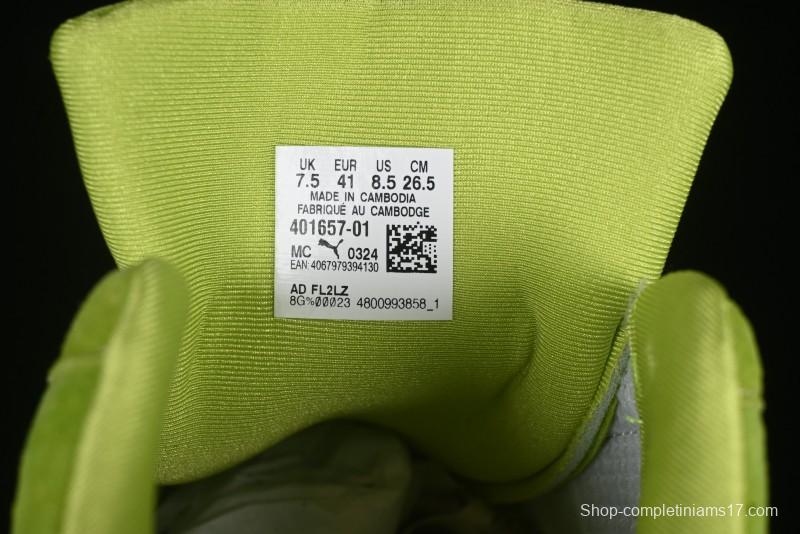 UK EUR US CM
7.5 41 8.5 26.5
MADE IN CAMBODIA
FABRIQUÉ AU CAMBODGE
401657-01
MC 0324
EAN: 4067979394130
AD FL2LZ
8G%00023 4800993858_1
Shop-completiniams17.com